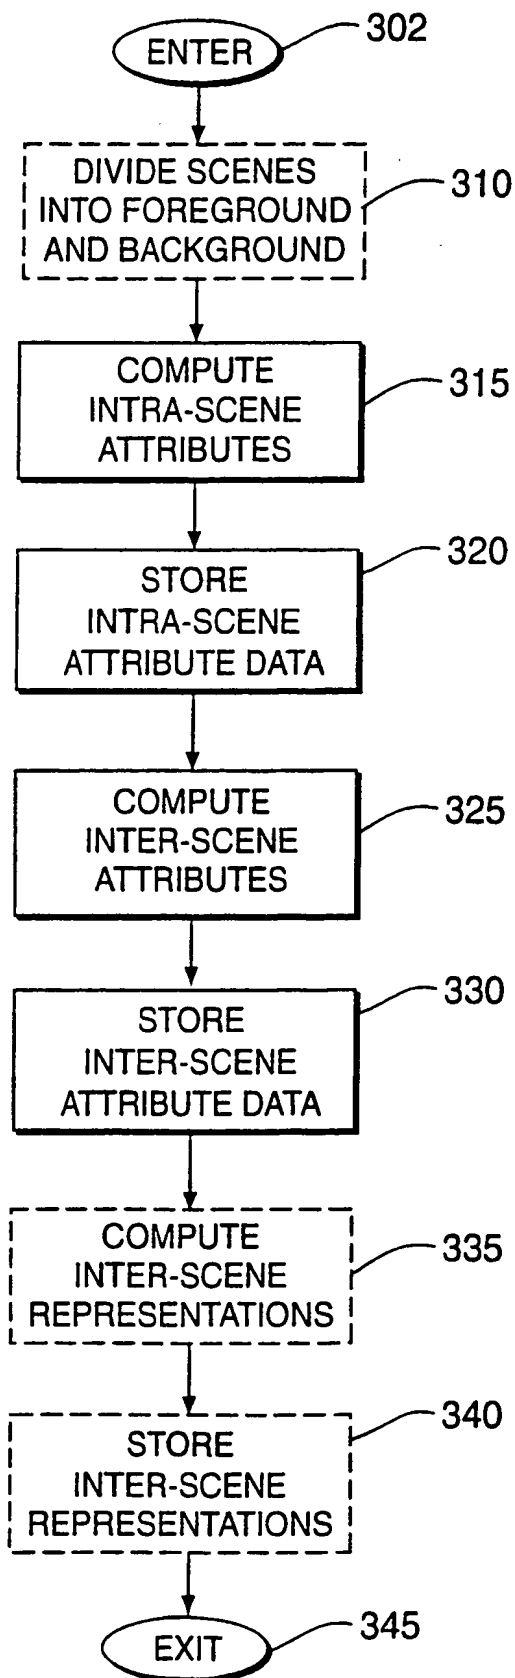 ENTER
302
DIVIDE SCENES
INTO FOREGROUND
AND BACKGROUND
310
COMPUTE
INTRA-SCENE
ATTRIBUTES
315
STORE
INTRA-SCENE
ATTRIBUTE DATA
320
COMPUTE
INTER-SCENE
ATTRIBUTES
325
STORE
INTER-SCENE
ATTRIBUTE DATA
330
COMPUTE
INTER-SCENE
REPRESENTATIONS
335
STORE
INTER-SCENE
REPRESENTATIONS
340
EXIT
345